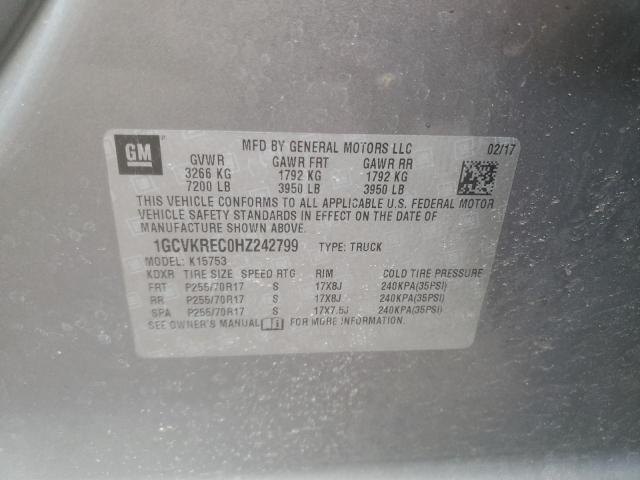 GM
MFD BY GENERAL MOTORS LLC 02/17
GVWR GAWR FRT GAWR RR
3266 KG 1792 KG 1792 KG
7200 LB 3950 LB 3950 LB
THIS VEHICLE CONFORMS TO ALL APPLICABLE U.S. FEDERAL MOTOR
VEHICLE SAFETY STANDARDS IN EFFECT ON THE DATE OF
MANUFACTURE SHOWN ABOVE.
1GCVKREC0HZ242799 TYPE: TRUCK
MODEL: K15753
KDXR TIRE SIZE SPEED RTG RIM COLD TIRE PRESSURE
FRT P255/70R17 S 17X8J 240KPA(35PSI)
RR P255/70R17 S 17X8J 240KPA(35PSI)
SPA P255/70R17 S 17X7.5J 240KPA(35PSI)
SEE OWNER'S MANUAL FOR MORE INFORMATION.